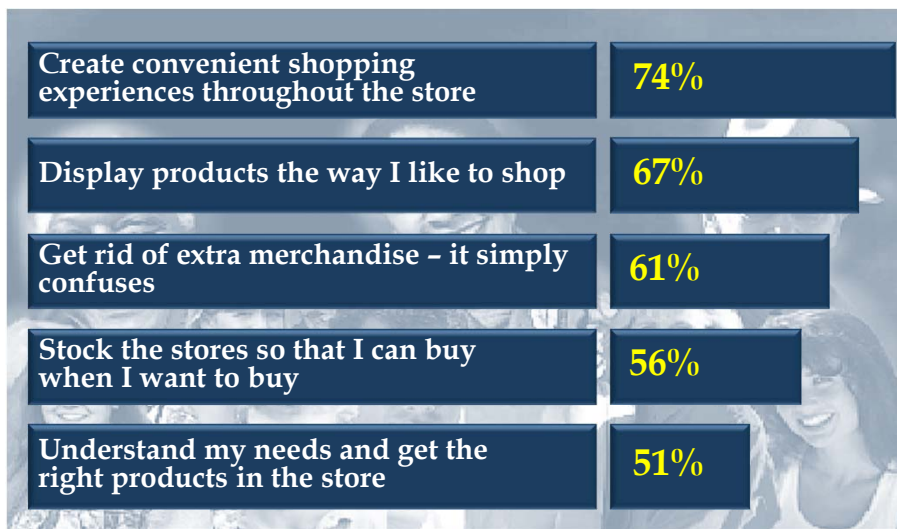 Create convenient shopping
experiences throughout the store
74%
Display products the way I like to shop
67%
Get rid of extra merchandise – it simply
confuses
61%
Stock the stores so that I can buy
when I want to buy
56%
Understand my needs and get the
right products in the store
51%